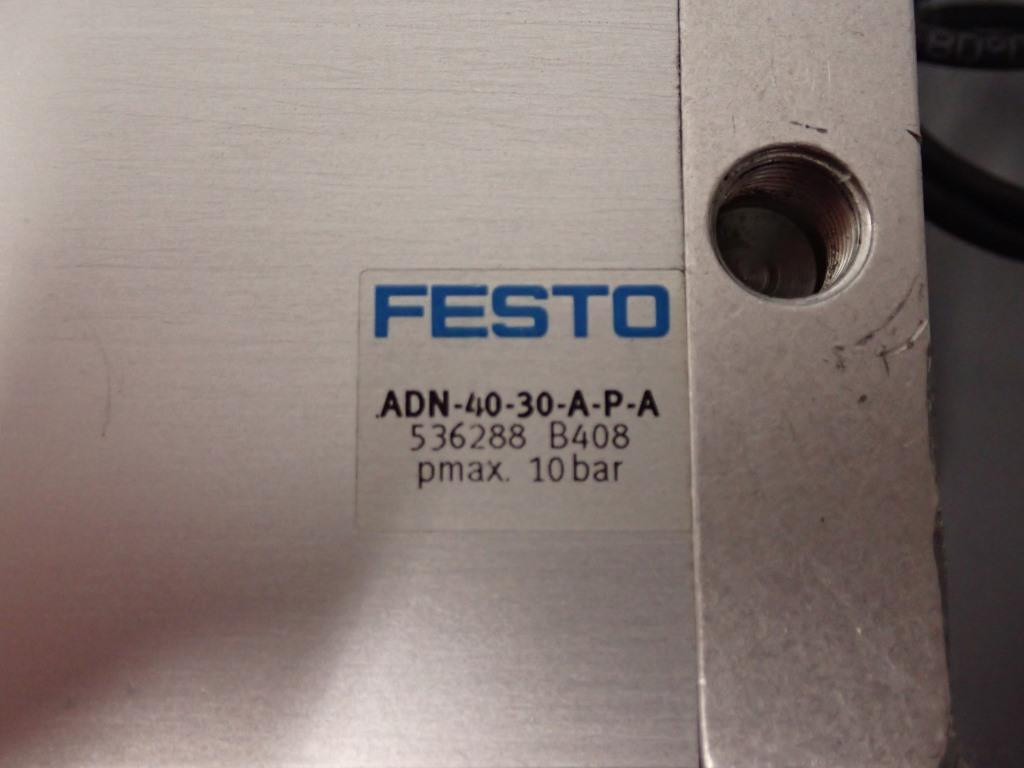 FESTO
ADN-40-30-A-P-A
536288 B408
pmax. 10bar